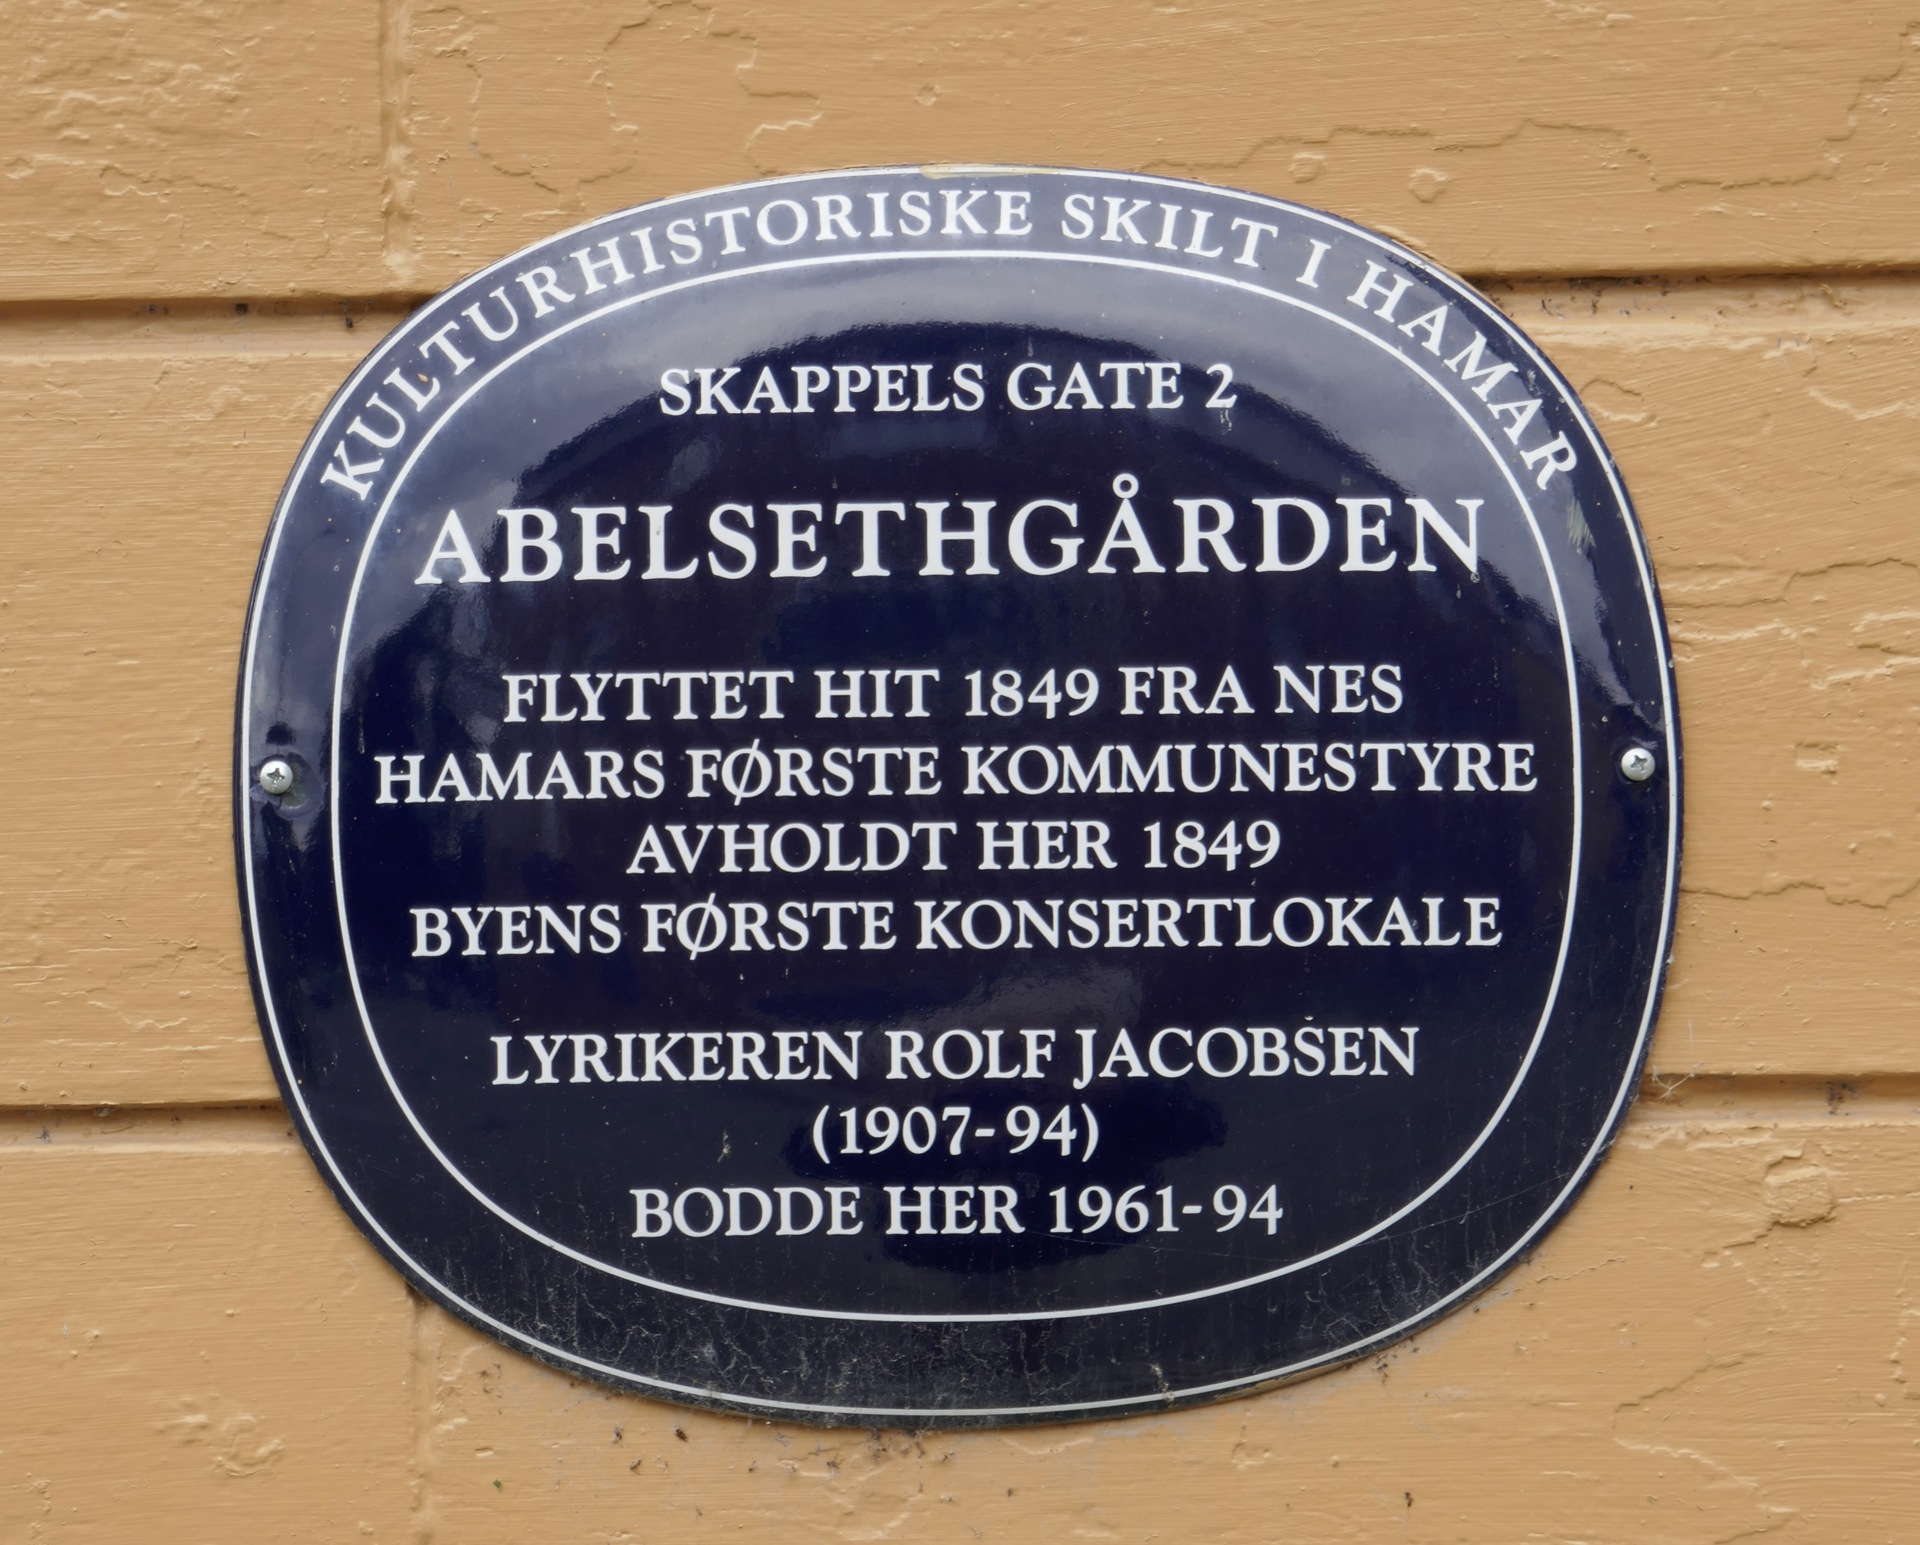 KULTURHISTORISKE SKILT I HAMAR
SKAPPELS GATE 2
ABELSETHGÅRDEN
FLYTTET HIT 1849 FRA NES
HAMARS FØRSTE KOMMUNESTYRE
AVHOLDT HER 1849
BYENS FØRSTE KONSERTLOKALE
LYRIKEREN ROLF JACOBSEN
(1907-94)
BODDE HER 1961-94